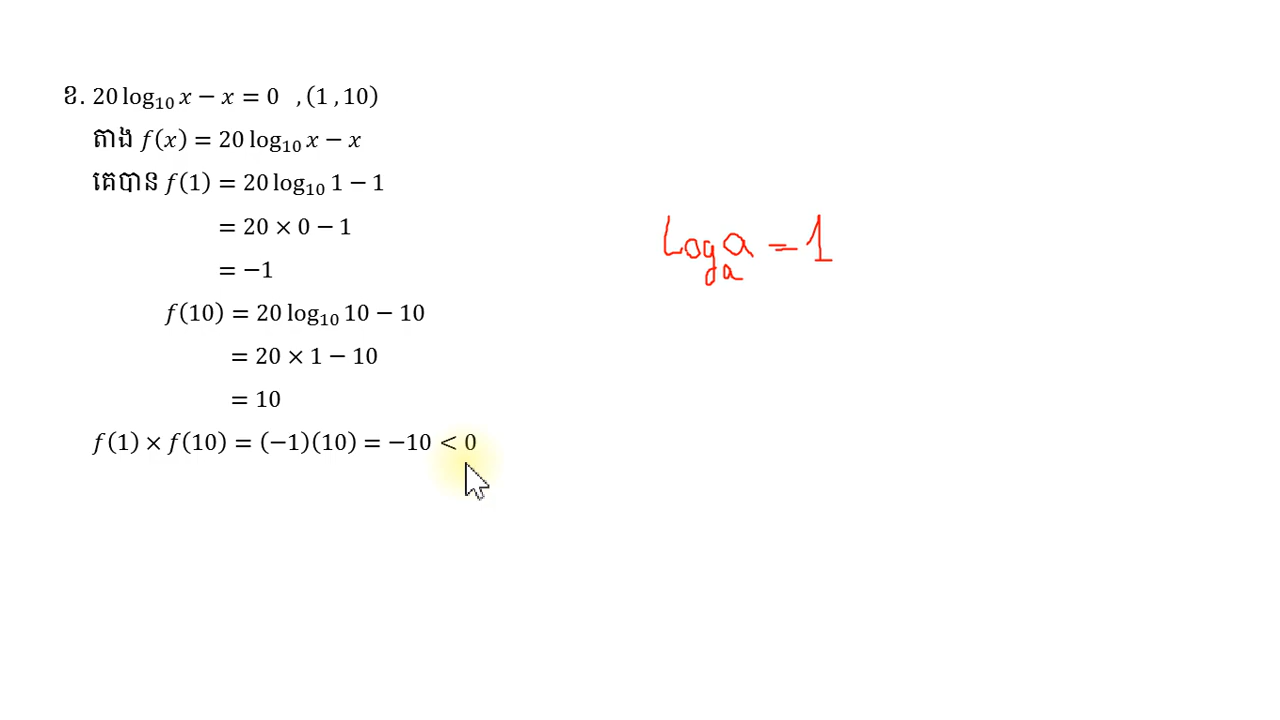 ខ. 20 log₁₀ x − x = 0 , (1 , 10)
តាង f(x) = 20 log₁₀ x − x
គេបាន f(1) = 20 log₁₀ 1 − 1
= 20 × 0 − 1
= −1
f(10) = 20 log₁₀ 10 − 10
= 20 × 1 − 10
= 10
f(1) × f(10) = (−1)(10) = −10 < 0
Logₐ a = 1